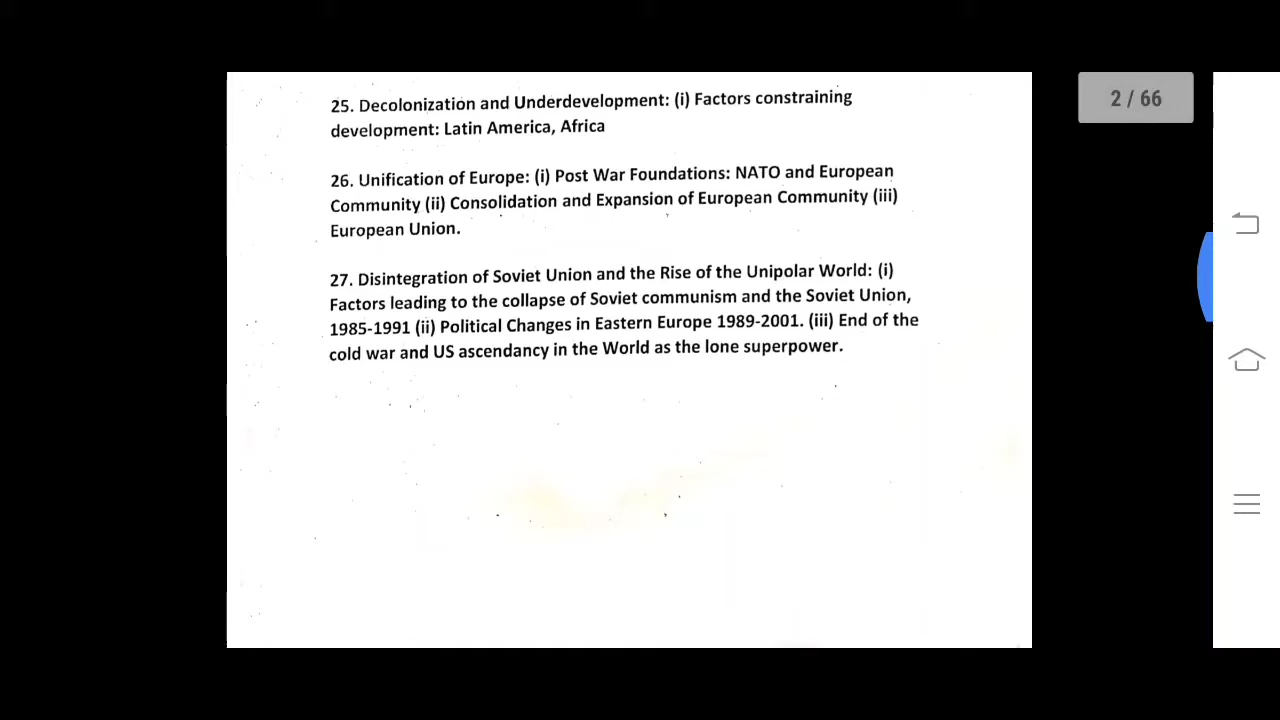 25. Decolonization and Underdevelopment: (i) Factors constraining
development: Latin America, Africa
26. Unification of Europe: (i) Post War Foundations: NATO and European
Community (ii) Consolidation and Expansion of European Community (iii)
European Union.
27. Disintegration of Soviet Union and the Rise of the Unipolar World: (i)
Factors leading to the collapse of Soviet communism and the Soviet Union,
1985-1991 (ii) Political Changes in Eastern Europe 1989-2001. (iii) End of the
cold war and US ascendancy in the World as the lone superpower.
2 / 66